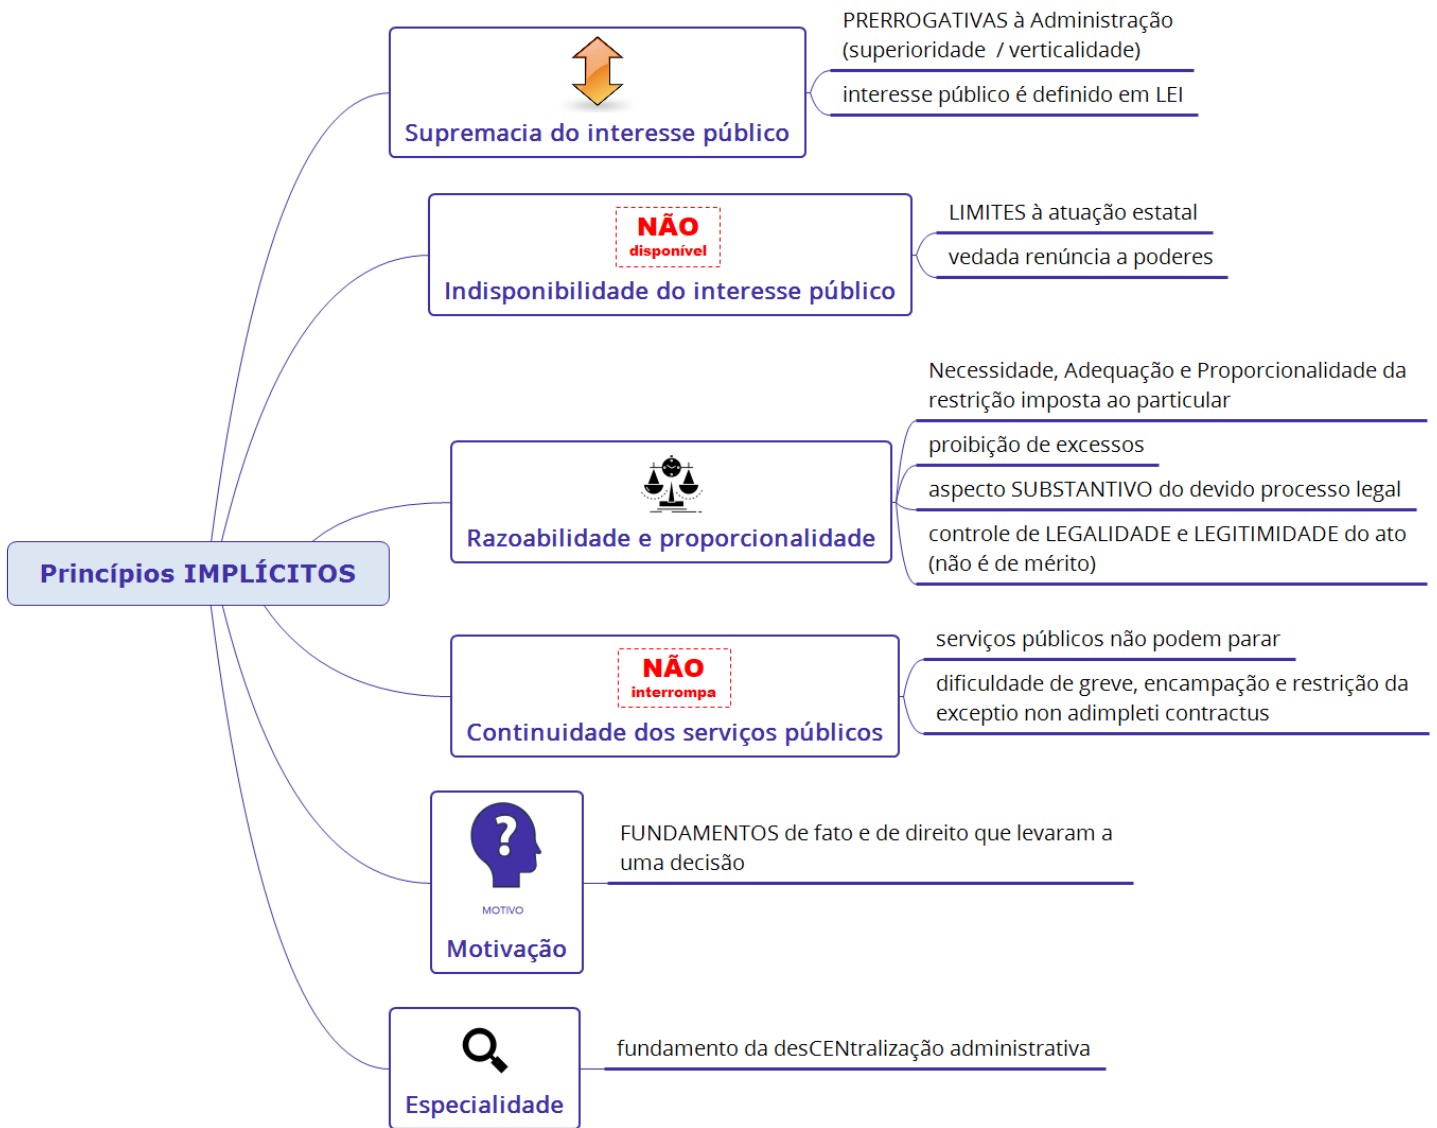 PRERROGATIVAS à Administração
(superioridade / verticalidade)
interesse público é definido em LEI
Supremacia do interesse público
NÃO
disponível
Indisponibilidade do interesse público
LIMITES à atuação estatal
vedada renúncia a poderes
Necessidade, Adequação e Proporcionalidade da
restrição imposta ao particular
proibição de excessos
aspecto SUBSTANTIVO do devido processo legal
controle de LEGALIDADE e LEGITIMIDADE do ato
(não é de mérito)
Razoabilidade e proporcionalidade
Princípios IMPLÍCITOS
NÃO
interrompa
Continuidade dos serviços públicos
serviços públicos não podem parar
dificuldade de greve, encampação e restrição da
exceptio non adimpleti contractus
?
MOTIVO
Motivação
FUNDAMENTOS de fato e de direito que levaram a
uma decisão
Especialidade
fundamento da desCENtralização administrativa